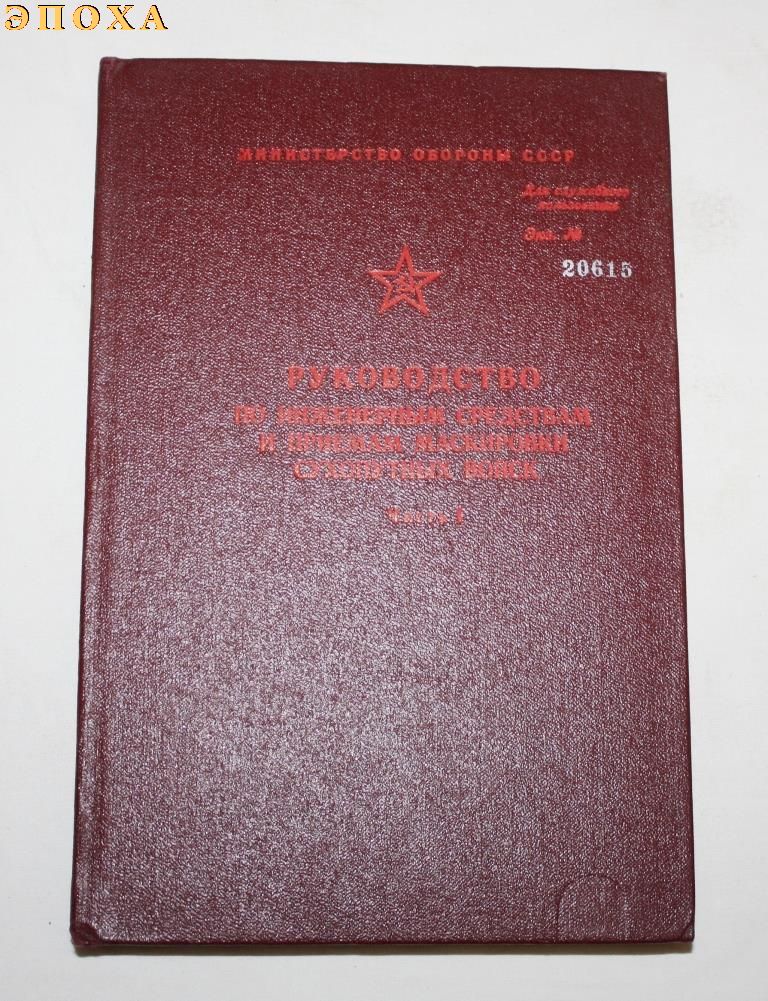 ЭПОХА
МИНИСТЕРСТВО ОБОРОНЫ СССР
Для служебного
пользования
Экз. №
20615
РУКОВОДСТВО
ПО ИНЖЕНЕРНЫМ СРЕДСТВАМ
И ПРИЕМАМ МАСКИРОВКИ
СУХОПУТНЫХ ВОЙСК
Часть I